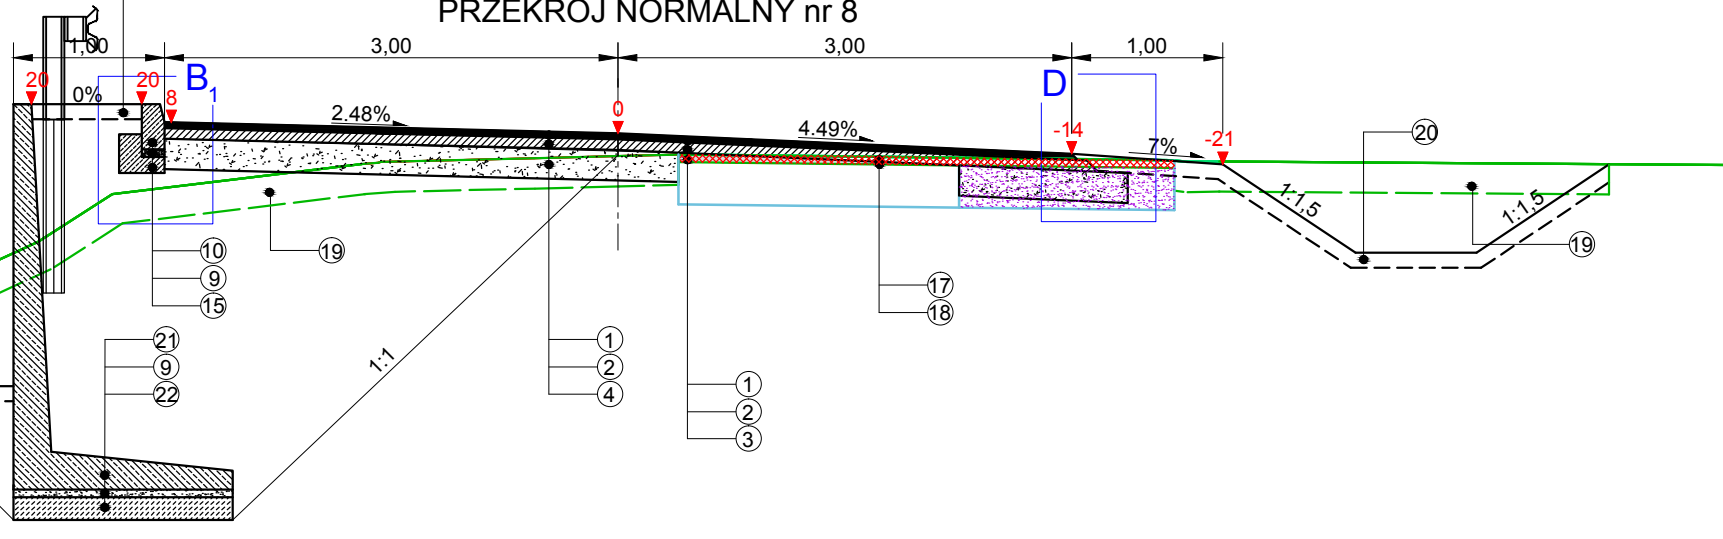 PRZEKRÓJ NORMALNY nr 8
1,00 3,00 3,00 1,00
20 0% 20 B1 8 2.48% 0 4.49% D -14 7% -21 20
1:1,5 1:1,5
10 19 19
9 17
15 18
21 1:1 1
9 2 1
22 4 2
3